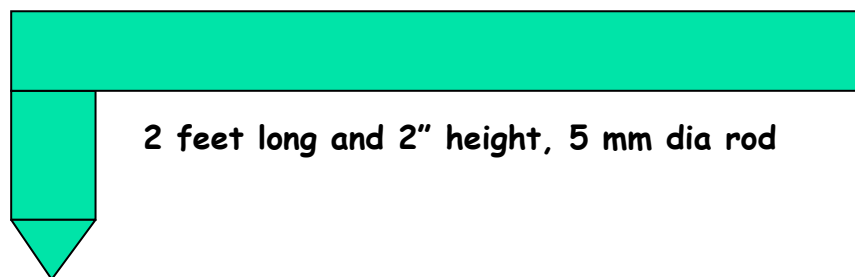 2 feet long and 2” height, 5 mm dia rod